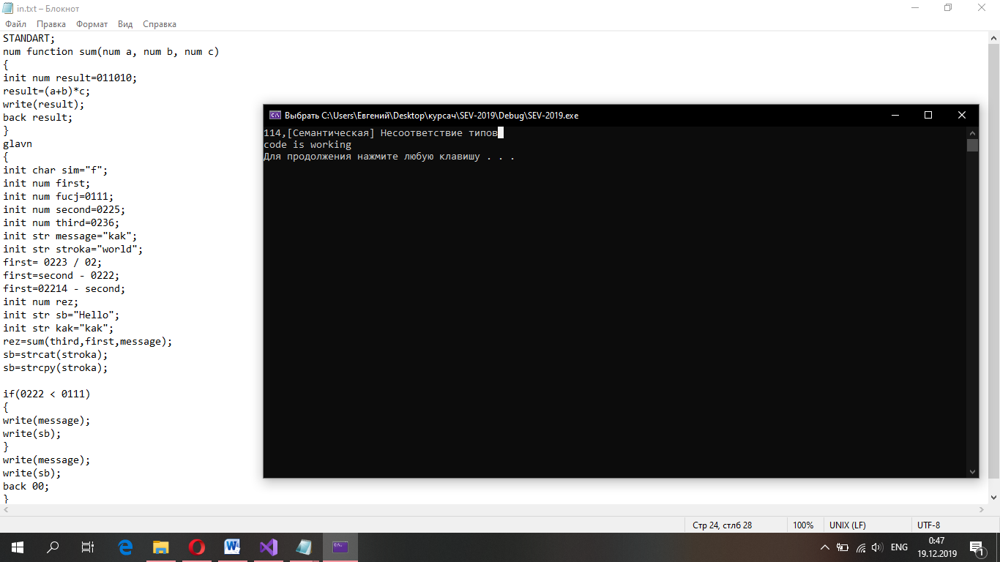 in.txt – Блокнот
Файл Правка Формат Вид Справка
STANDART;
num function sum(num a, num b, num c)
{
init num result=011010;
result=(a+b)*c;
write(result);
back result;
}
glavn
{
init char sim="f";
init num first;
init num fucj=0111;
init num second=0225;
init num third=0236;
init str message="kak";
init str stroka="world";
first= 0223 / 02;
first=second - 0222;
first=02214 - second;
init num rez;
init str sb="Hello";
init str kak="kak";
rez=sum(third,first,message);
sb=strcat(stroka);
sb=strcpy(stroka);
if(0222 < 0111)
{
write(message);
write(sb);
}
write(message);
write(sb);
back 00;
}
Выбрать C:\Users\Евгений\Desktop\курсач\SEV-2019\Debug\SEV-2019.exe
114,[Семантическая] Несоответствие типов
code is working
Для продолжения нажмите любую клавишу . . .
Стр 24, стлб 28 100% UNIX (LF) UTF-8
ENG 0:47
19.12.2019
1